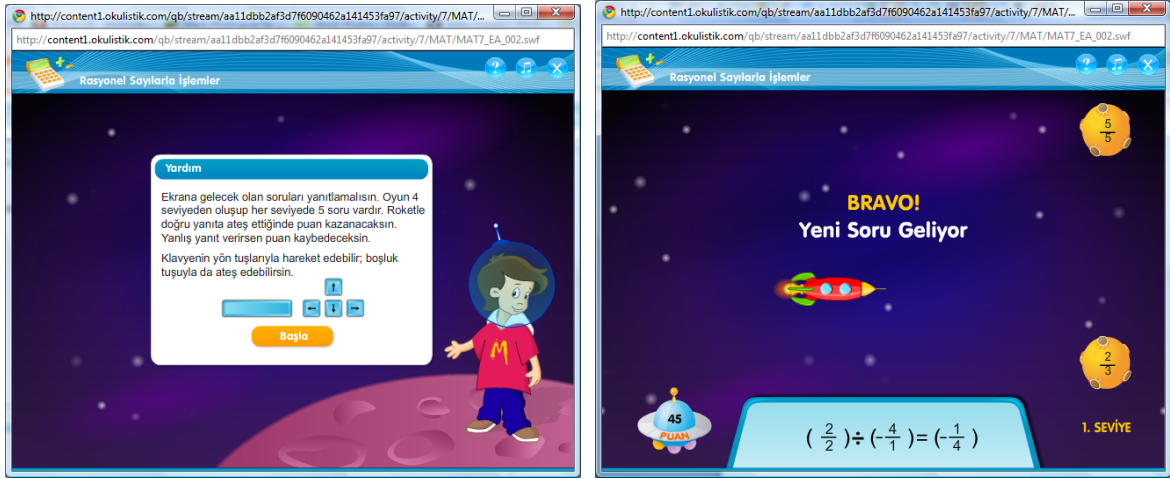 http://content1.okulistik.com/qb/stream/aa11dbb2af3d7f6090462a141453fa97/activity/7/MAT/...
http://content1.okulistik.com/qb/stream/aa11dbb2af3d7f6090462a141453fa97/activity/7/MAT/MAT7_EA_002.swf
Rasyonel Sayılarla İşlemler
?
Yardım
Ekrana gelecek olan soruları yanıtlamalısın. Oyun 4
seviyeden oluşup her seviyede 5 soru vardır. Roketle
doğru yanıta ateş ettiğinde puan kazanacaksın.
Yanlış yanıt verirsen puan kaybedeceksin.
Klavyenin yön tuşlarıyla hareket edebilir; boşluk
tuşuyla da ateş edebilirsin.
Başla
M
http://content1.okulistik.com/qb/stream/aa11dbb2af3d7f6090462a141453fa97/activity/7/MAT/...
http://content1.okulistik.com/qb/stream/aa11dbb2af3d7f6090462a141453fa97/activity/7/MAT/MAT7_EA_002.swf
Rasyonel Sayılarla İşlemler
?
5/5
BRAVO!
Yeni Soru Geliyor
2/3
45
PUAN
( 2/2 ) ÷ (- 4/1 ) = (- 1/4 )
1. SEVİYE